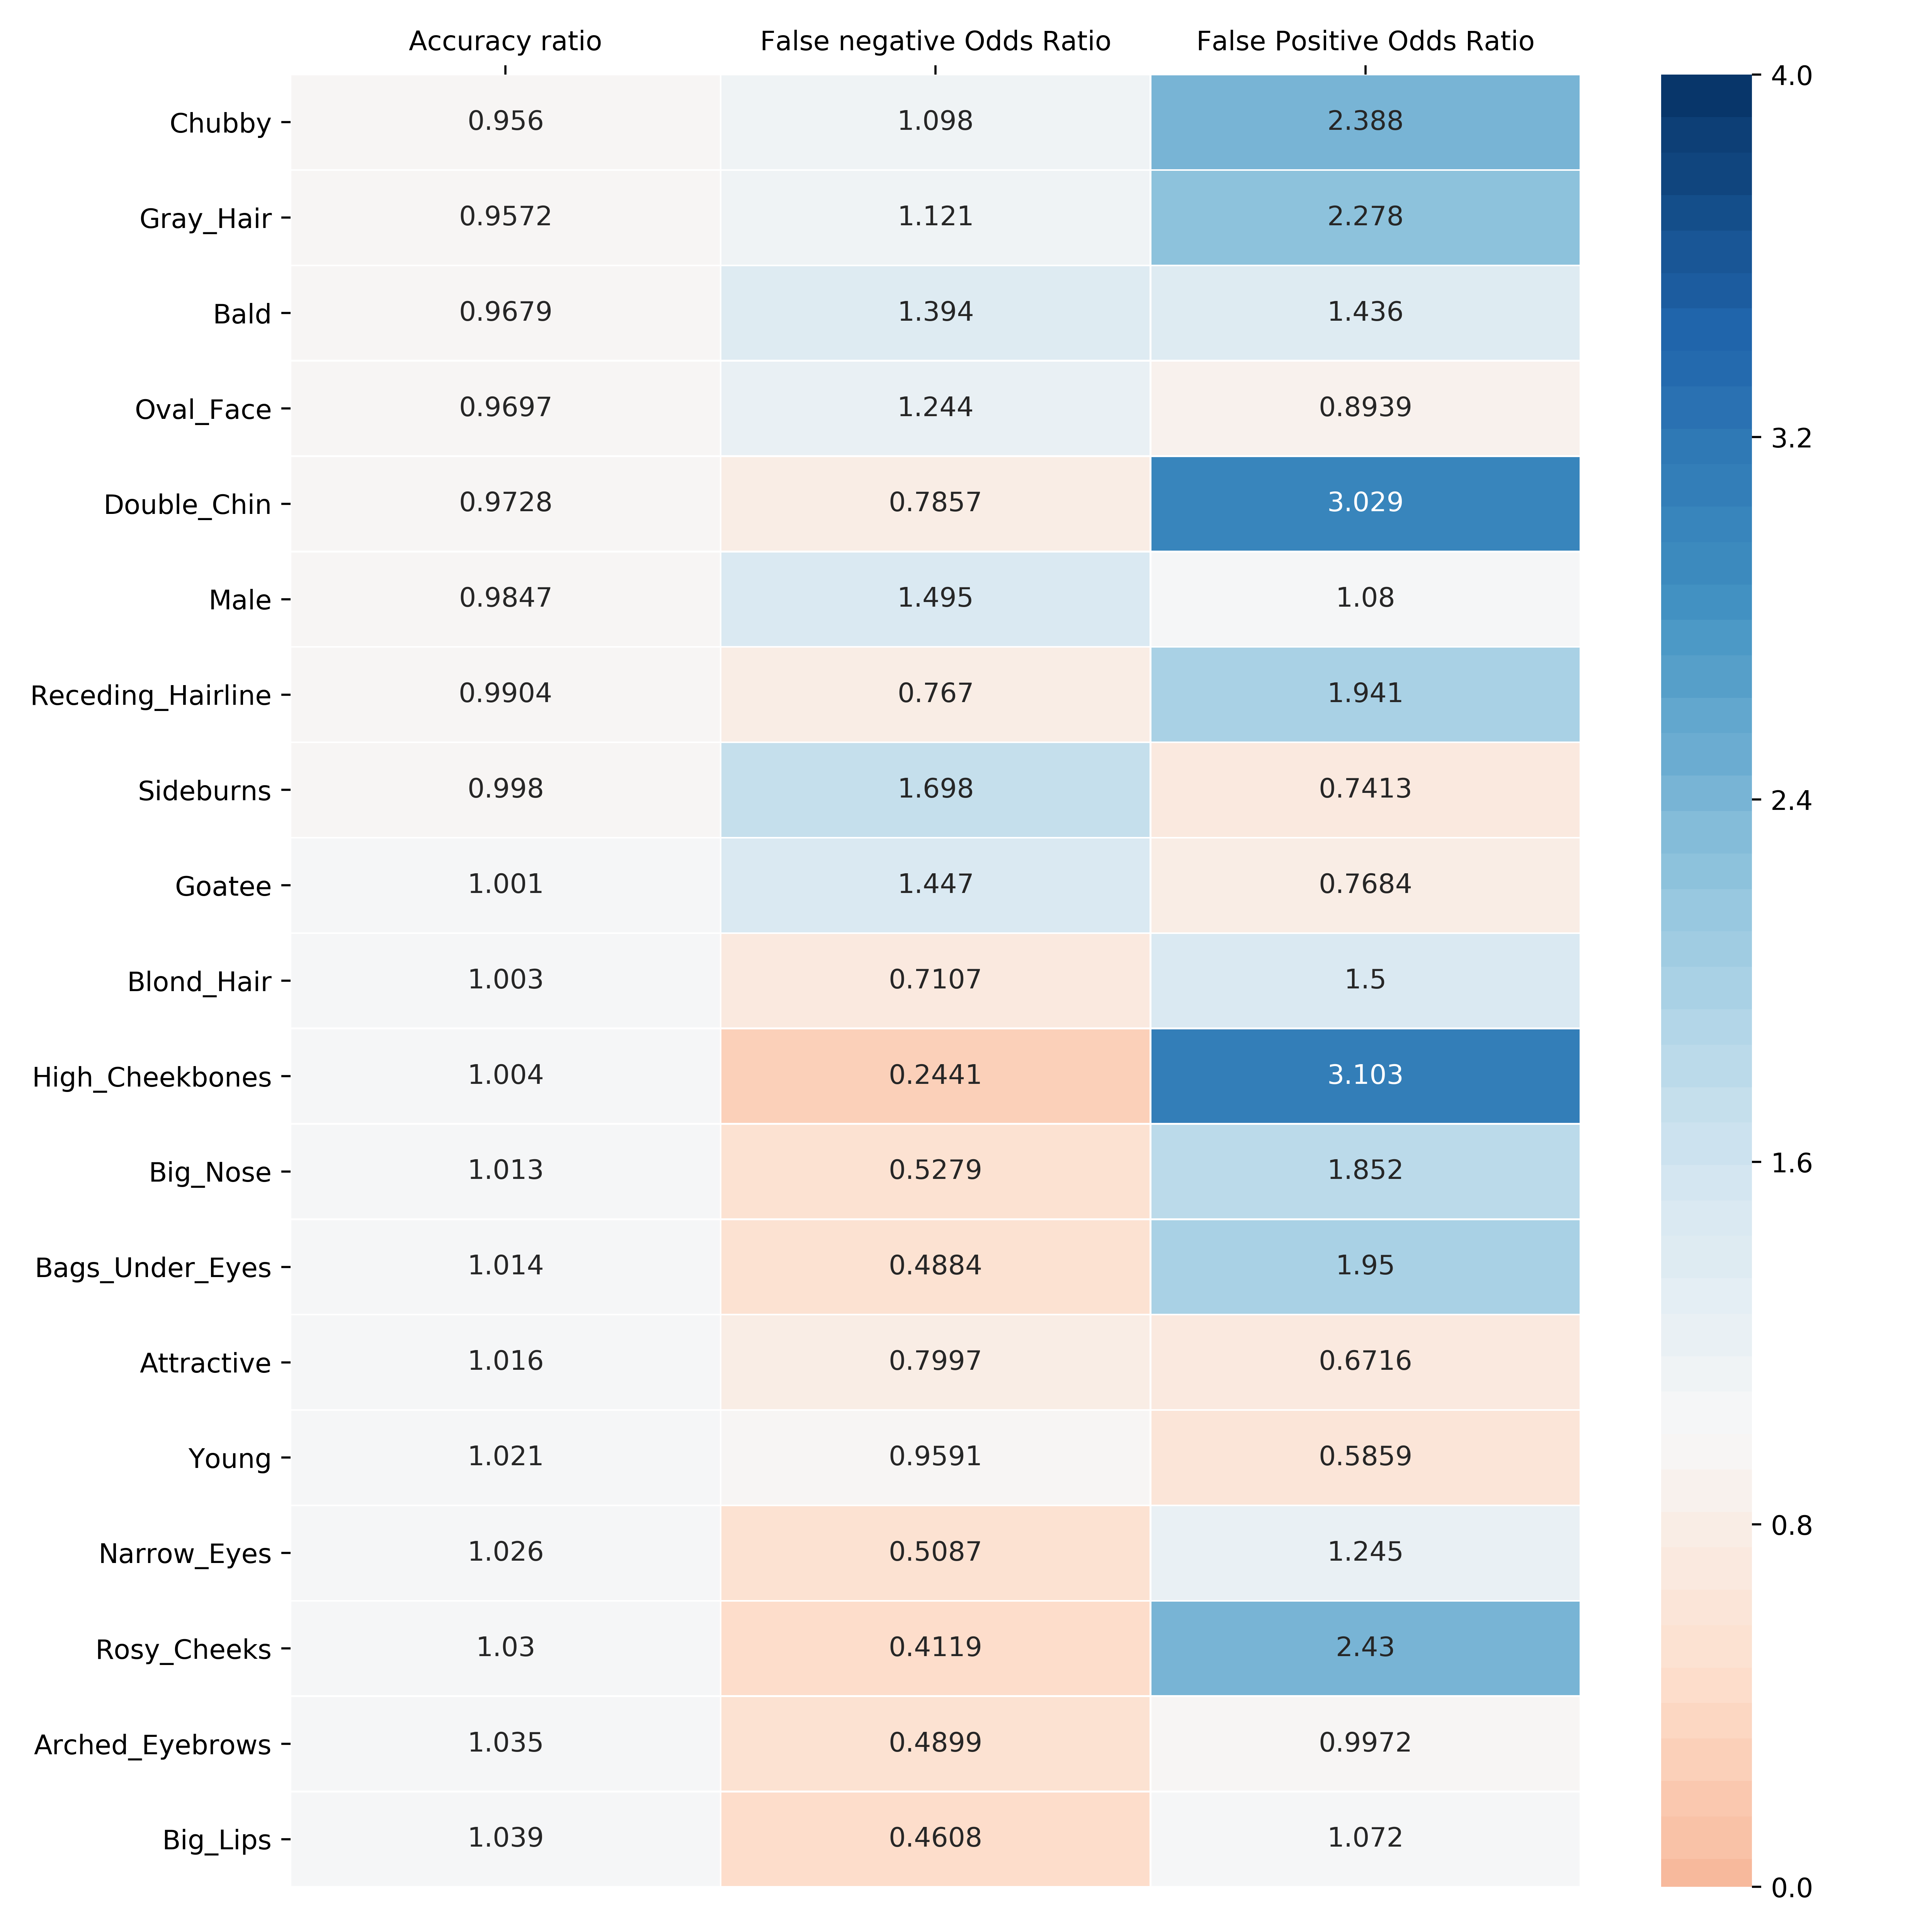 Accuracy ratio False negative Odds Ratio False Positive Odds Ratio
Chubby 0.956 1.098 2.388
Gray_Hair 0.9572 1.121 2.278
Bald 0.9679 1.394 1.436
Oval_Face 0.9697 1.244 0.8939
Double_Chin 0.9728 0.7857 3.029
Male 0.9847 1.495 1.08
Receding_Hairline 0.9904 0.767 1.941
Sideburns 0.998 1.698 0.7413
Goatee 1.001 1.447 0.7684
Blond_Hair 1.003 0.7107 1.5
High_Cheekbones 1.004 0.2441 3.103
Big_Nose 1.013 0.5279 1.852
Bags_Under_Eyes 1.014 0.4884 1.95
Attractive 1.016 0.7997 0.6716
Young 1.021 0.9591 0.5859
Narrow_Eyes 1.026 0.5087 1.245
Rosy_Cheeks 1.03 0.4119 2.43
Arched_Eyebrows 1.035 0.4899 0.9972
Big_Lips 1.039 0.4608 1.072
4.0
3.2
2.4
1.6
0.8
0.0